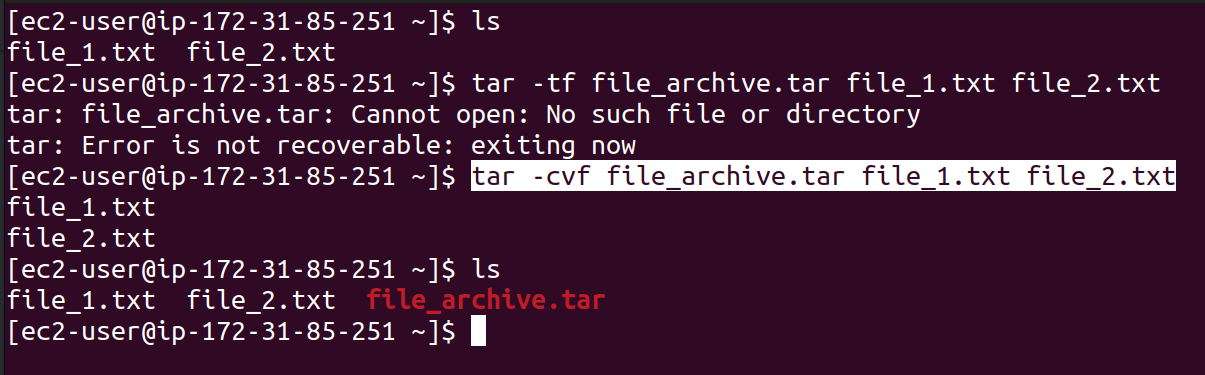 [ec2-user@ip-172-31-85-251 ~]$ ls
file_1.txt  file_2.txt
[ec2-user@ip-172-31-85-251 ~]$ tar -tf file_archive.tar file_1.txt file_2.txt
tar: file_archive.tar: Cannot open: No such file or directory
tar: Error is not recoverable: exiting now
[ec2-user@ip-172-31-85-251 ~]$ tar -cvf file_archive.tar file_1.txt file_2.txt
file_1.txt
file_2.txt
[ec2-user@ip-172-31-85-251 ~]$ ls
file_1.txt  file_2.txt  file_archive.tar
[ec2-user@ip-172-31-85-251 ~]$